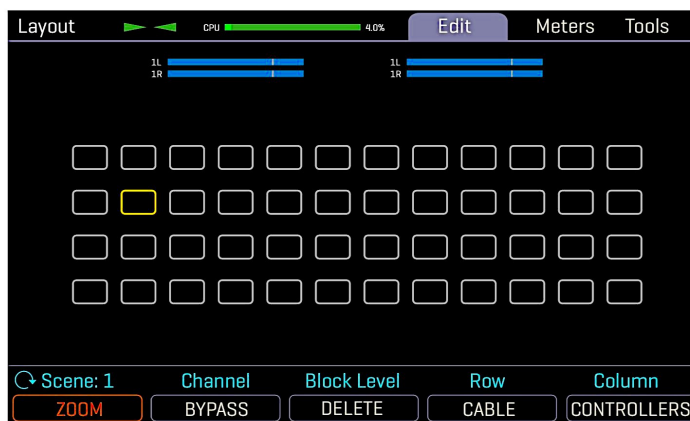 Layout CPU 4.0% Edit Meters Tools
1L 1L
1R 1R
Scene: 1 Channel Block Level Row Column
ZOOM BYPASS DELETE CABLE CONTROLLERS